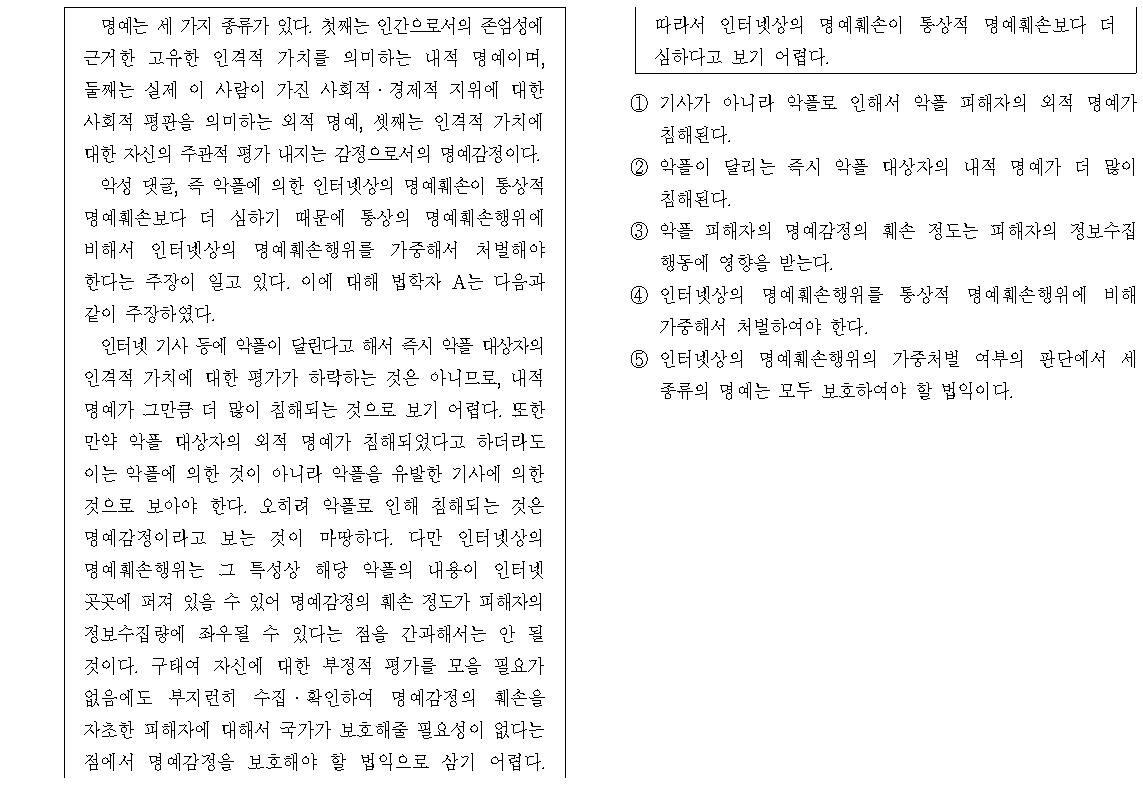 명예는 세 가지 종류가 있다. 첫째는 인간으로서의 존엄성에
근거한 고유한 인격적 가치를 의미하는 내적 명예이며,
둘째는 실제 이 사람이 가진 사회적·경제적 지위에 대한
사회적 평판을 의미하는 외적 명예, 셋째는 인격적 가치에
대한 자신의 주관적 평가 내지는 감정으로서의 명예감정이다.
악성 댓글, 즉 악플에 의한 인터넷상의 명예훼손이 통상적
명예훼손보다 더 심하기 때문에 통상의 명예훼손행위에
비해서 인터넷상의 명예훼손행위를 가중해서 처벌해야
한다는 주장이 일고 있다. 이에 대해 법학자 A는 다음과
같이 주장하였다.
인터넷 기사 등에 악플이 달린다고 해서 즉시 악플 대상자의
인격적 가치에 대한 평가가 하락하는 것은 아니므로, 내적
명예가 그만큼 더 많이 침해되는 것으로 보기 어렵다. 또한
만약 악플 대상자의 외적 명예가 침해되었다고 하더라도
이는 악플에 의한 것이 아니라 악플을 유발한 기사에 의한
것으로 보아야 한다. 오히려 악플로 인해 침해되는 것은
명예감정이라고 보는 것이 마땅하다. 다만 인터넷상의
명예훼손행위는 그 특성상 해당 악플의 내용이 인터넷
곳곳에 퍼져 있을 수 있어 명예감정의 훼손 정도가 피해자의
정보수집량에 좌우될 수 있다는 점을 간과해서는 안 될
것이다. 구태여 자신에 대한 부정적 평가를 모을 필요가
없음에도 부지런히 수집·확인하여 명예감정의 훼손을
자초한 피해자에 대해서 국가가 보호해줄 필요성이 없다는
점에서 명예감정을 보호해야 할 법익으로 삼기 어렵다.
따라서 인터넷상의 명예훼손이 통상적 명예훼손보다 더
심하다고 보기 어렵다.
① 기사가 아니라 악플로 인해서 악플 피해자의 외적 명예가
침해된다.
② 악플이 달리는 즉시 악플 대상자의 내적 명예가 더 많이
침해된다.
③ 악플 피해자의 명예감정의 훼손 정도는 피해자의 정보수집
행동에 영향을 받는다.
④ 인터넷상의 명예훼손행위를 통상적 명예훼손행위에 비해
가중해서 처벌하여야 한다.
⑤ 인터넷상의 명예훼손행위의 가중처벌 여부의 판단에서 세
종류의 명예는 모두 보호하여야 할 법익이다.